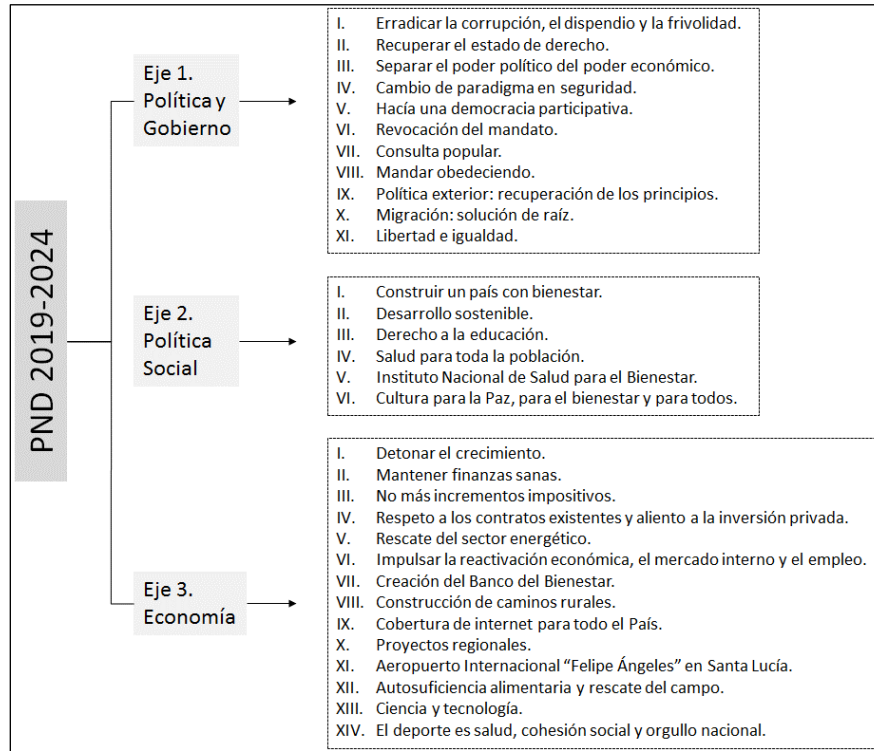 PND 2019-2024
Eje 1.
Política y
Gobierno
I. Erradicar la corrupción, el dispendio y la frivolidad.
II. Recuperar el estado de derecho.
III. Separar el poder político del poder económico.
IV. Cambio de paradigma en seguridad.
V. Hacía una democracia participativa.
VI. Revocación del mandato.
VII. Consulta popular.
VIII. Mandar obedeciendo.
IX. Política exterior: recuperación de los principios.
X. Migración: solución de raíz.
XI. Libertad e igualdad.
Eje 2.
Política
Social
I. Construir un país con bienestar.
II. Desarrollo sostenible.
III. Derecho a la educación.
IV. Salud para toda la población.
V. Instituto Nacional de Salud para el Bienestar.
VI. Cultura para la Paz, para el bienestar y para todos.
Eje 3.
Economía
I. Detonar el crecimiento.
II. Mantener finanzas sanas.
III. No más incrementos impositivos.
IV. Respeto a los contratos existentes y aliento a la inversión privada.
V. Rescate del sector energético.
VI. Impulsar la reactivación económica, el mercado interno y el empleo.
VII. Creación del Banco del Bienestar.
VIII. Construcción de caminos rurales.
IX. Cobertura de internet para todo el País.
X. Proyectos regionales.
XI. Aeropuerto Internacional “Felipe Ángeles” en Santa Lucía.
XII. Autosuficiencia alimentaria y rescate del campo.
XIII. Ciencia y tecnología.
XIV. El deporte es salud, cohesión social y orgullo nacional.